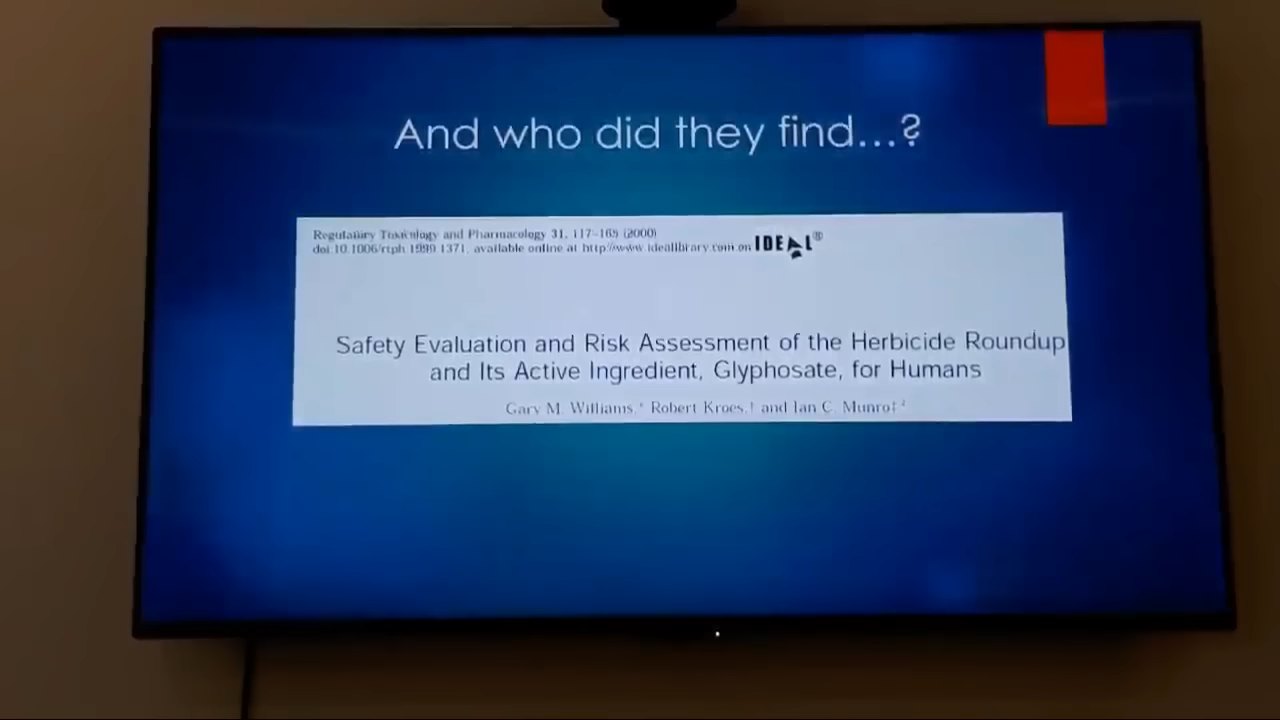 And who did they find...?
Regulatory Toxicology and Pharmacology 31, 117–165 (2000)
doi:10.1006/rtph.1999.1371, available online at http://www.idealibrary.com on IDEAL®
Safety Evaluation and Risk Assessment of the Herbicide Roundup
and Its Active Ingredient, Glyphosate, for Humans
Gary M. Williams,* Robert Kroes,† and Ian C. Munro‡